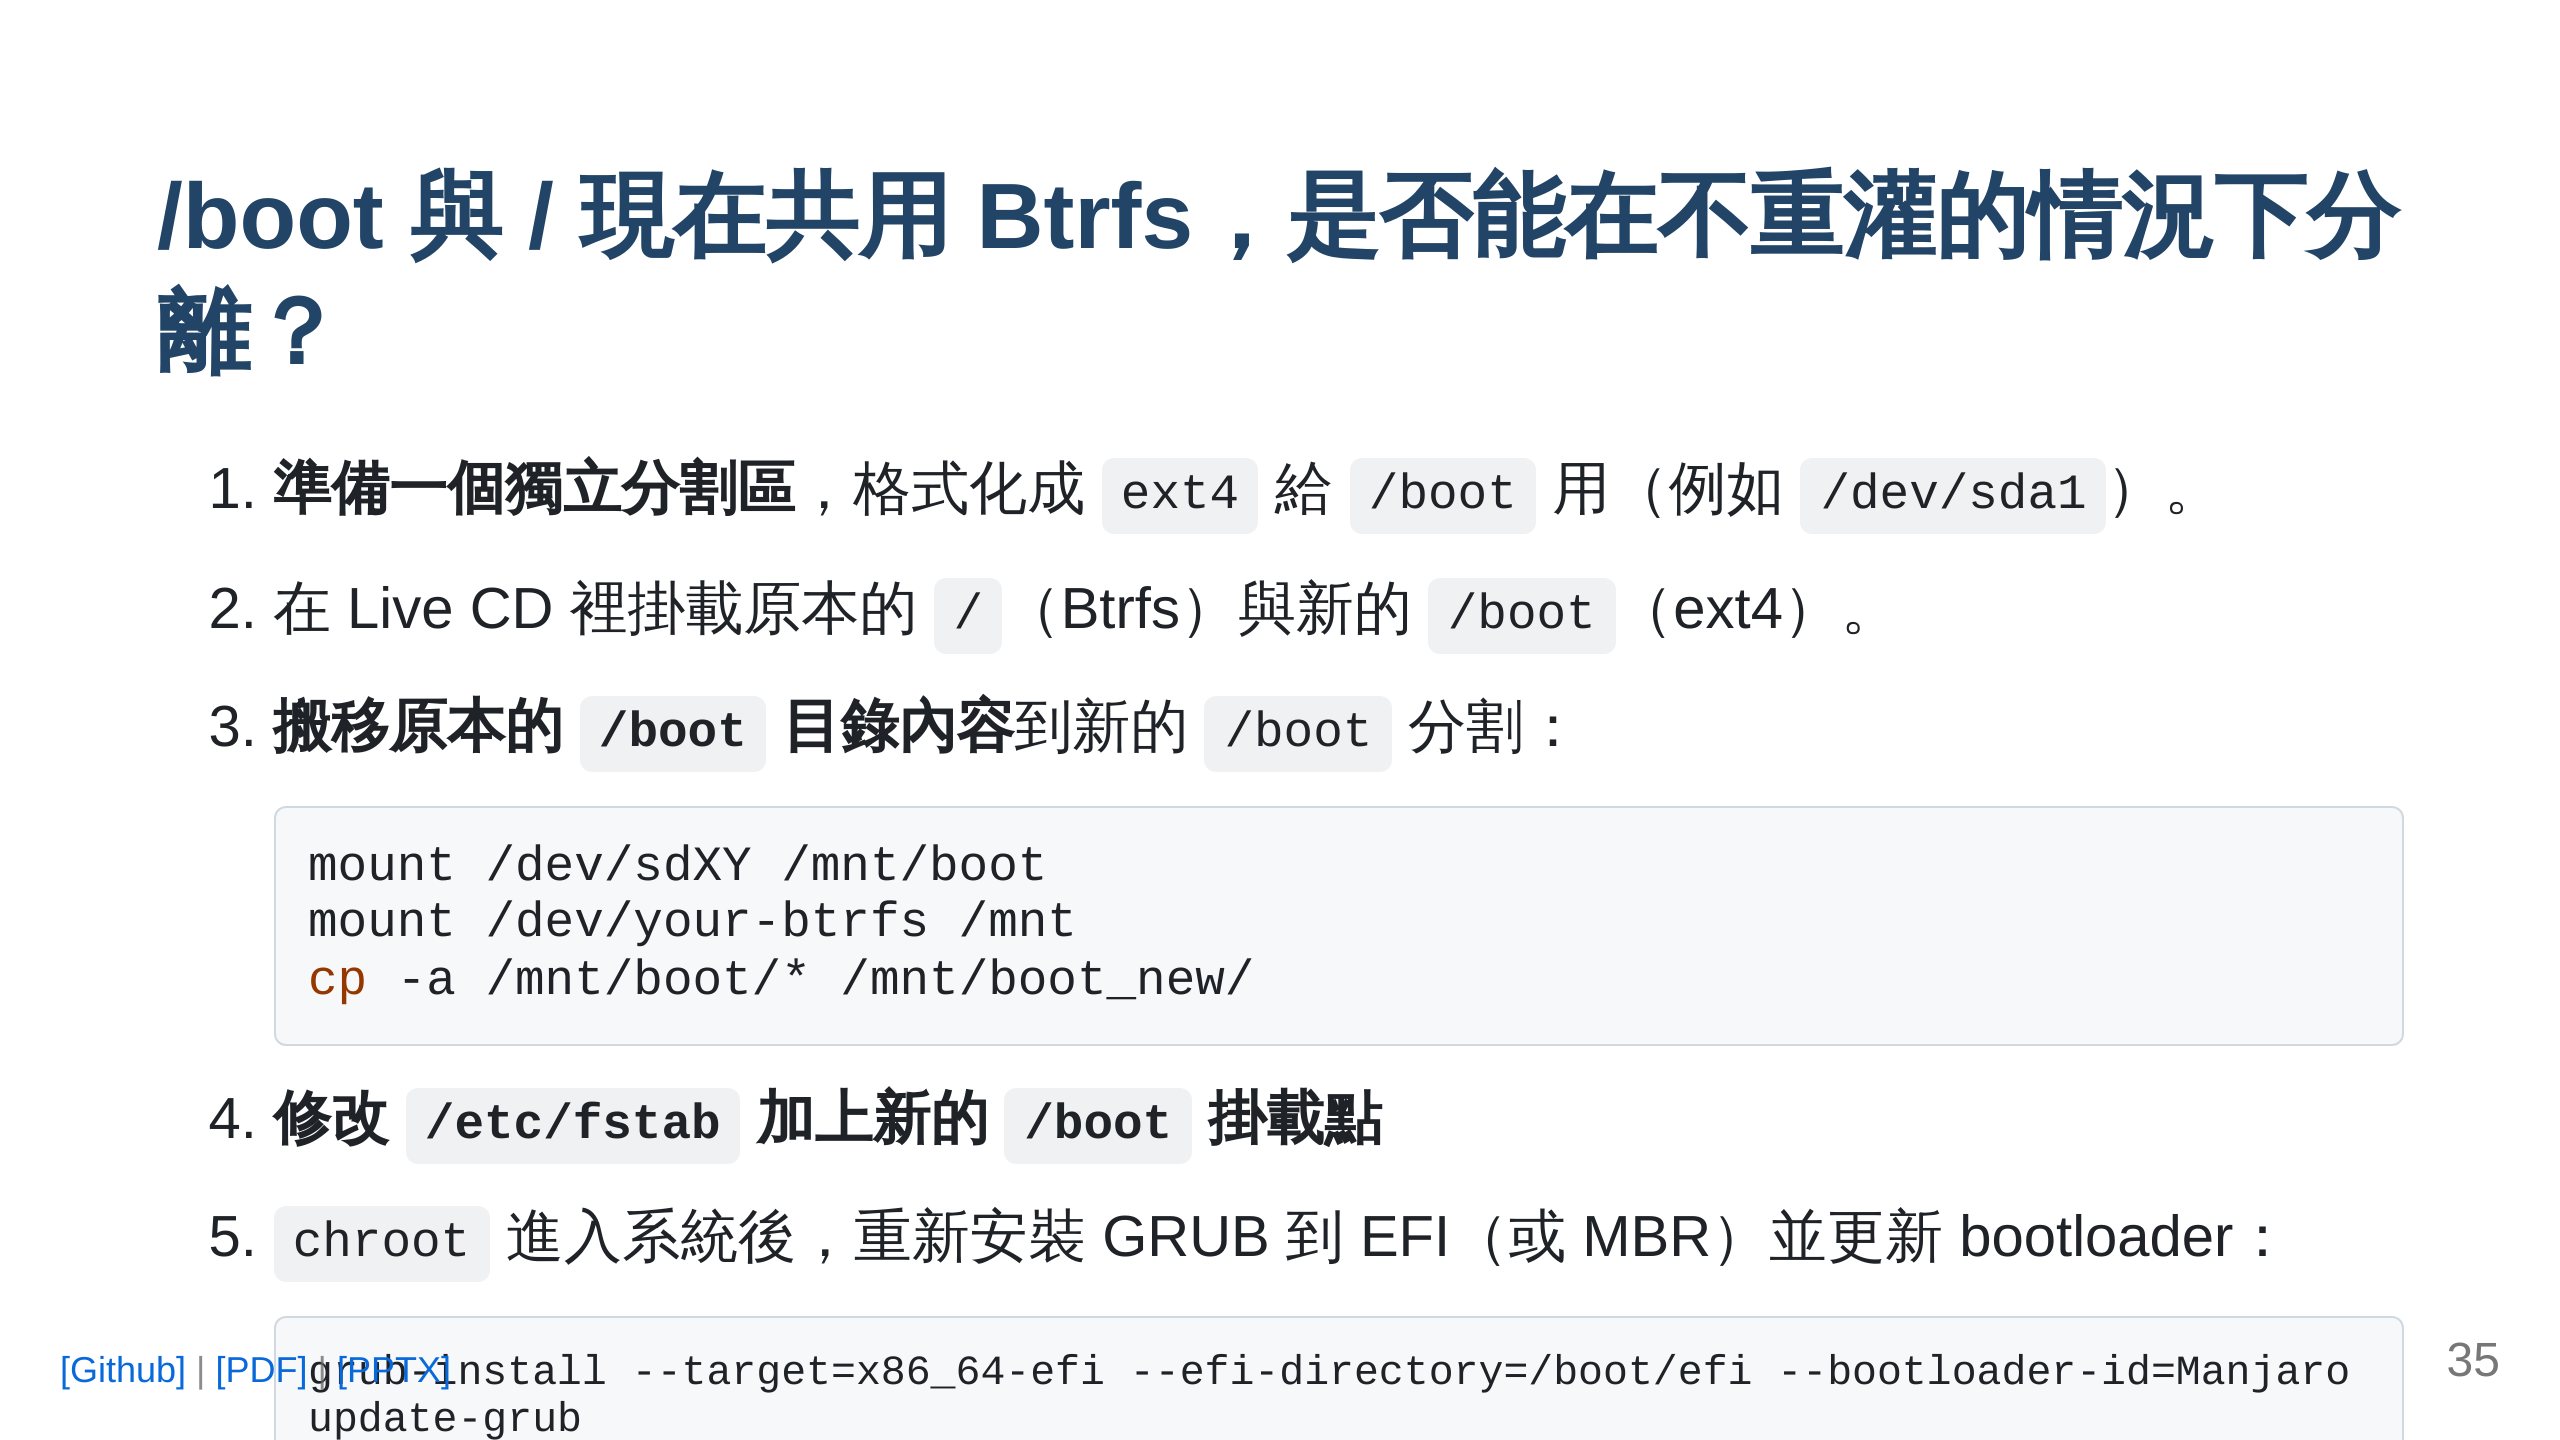 /boot 與 / 現在共用 Btrfs，是否能在不重灌的情況下分
離？
1. 準備一個獨立分割區，格式化成 ext4 給 /boot 用（例如 /dev/sda1）。
2. 在 Live CD 裡掛載原本的 /（Btrfs）與新的 /boot（ext4）。
3. 搬移原本的 /boot 目錄內容到新的 /boot 分割：
mount /dev/sdXY /mnt/boot
mount /dev/your-btrfs /mnt
cp -a /mnt/boot/* /mnt/boot_new/
4. 修改 /etc/fstab 加上新的 /boot 掛載點
5. chroot 進入系統後，重新安裝 GRUB 到 EFI（或 MBR）並更新 bootloader：
grub-install --target=x86_64-efi --efi-directory=/boot/efi --bootloader-id=Manjaro
update-grub
[Github] | [PDF] | [PPTX]
35